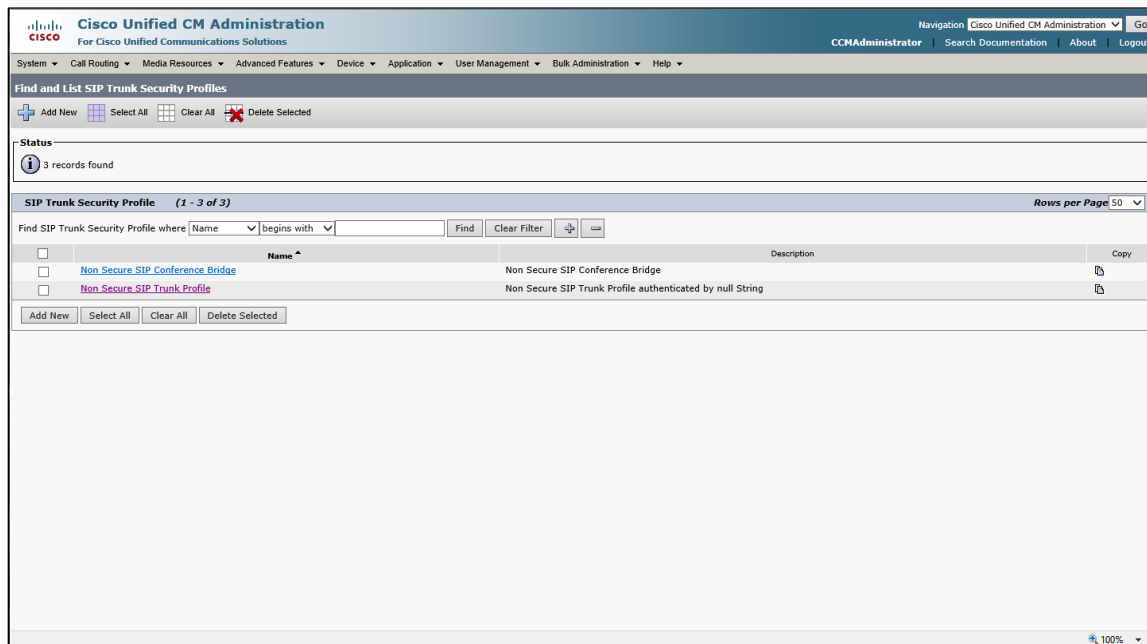 cisco
Cisco Unified CM Administration
For Cisco Unified Communications Solutions
Navigation Cisco Unified CM Administration Go
CCMAdministrator | Search Documentation | About | Logout
System Call Routing Media Resources Advanced Features Device Application User Management Bulk Administration Help
Find and List SIP Trunk Security Profiles
Add New Select All Clear All Delete Selected
Status
3 records found
SIP Trunk Security Profile (1 - 3 of 3) Rows per Page 50
Find SIP Trunk Security Profile where Name begins with Find Clear Filter
Name Description Copy
Non Secure SIP Conference Bridge Non Secure SIP Conference Bridge
Non Secure SIP Trunk Profile Non Secure SIP Trunk Profile authenticated by null String
Add New Select All Clear All Delete Selected
100%